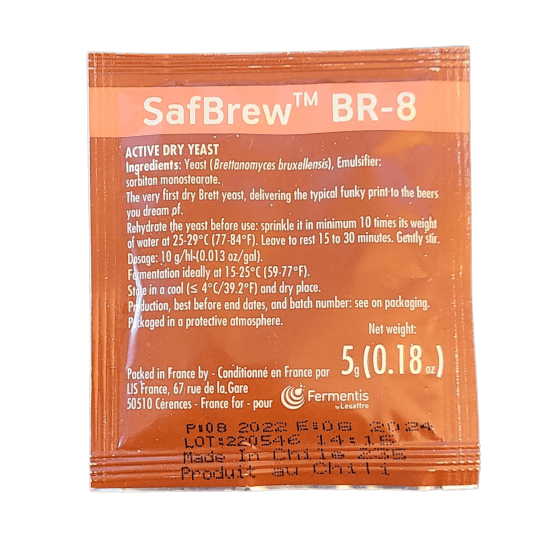 SafBrew™ BR-8
ACTIVE DRY YEAST
Ingredients: Yeast (Brettanomyces bruxellensis), Emulsifier:
sorbitan monostearate.
The very first dry Brett yeast, delivering the typical funky print to the beers
you dream of.
Rehydrate the yeast before use: sprinkle it in minimum 10 times its weight
of water at 25-29°C (77-84°F). Leave to rest 15 to 30 minutes. Gently stir.
Dosage: 10 g/hl (0.013 oz/gal).
Fermentation ideally at 15-25°C (59-77°F).
Store in a cool (≤ 4°C/39.2°F) and dry place.
Production, best before end dates, and batch number: see on packaging.
Packaged in a protective atmosphere.
Net weight:
5g (0.18 oz)
Packed in France by - Conditionné en France par
LIS France, 67 rue de la Gare
50510 Cérences - France for - pour
Fermentis
by Lesaffre
P:08 2022 E:08 2024
LOT:220546 14:15
Made In Chile 235
Produit au Chili